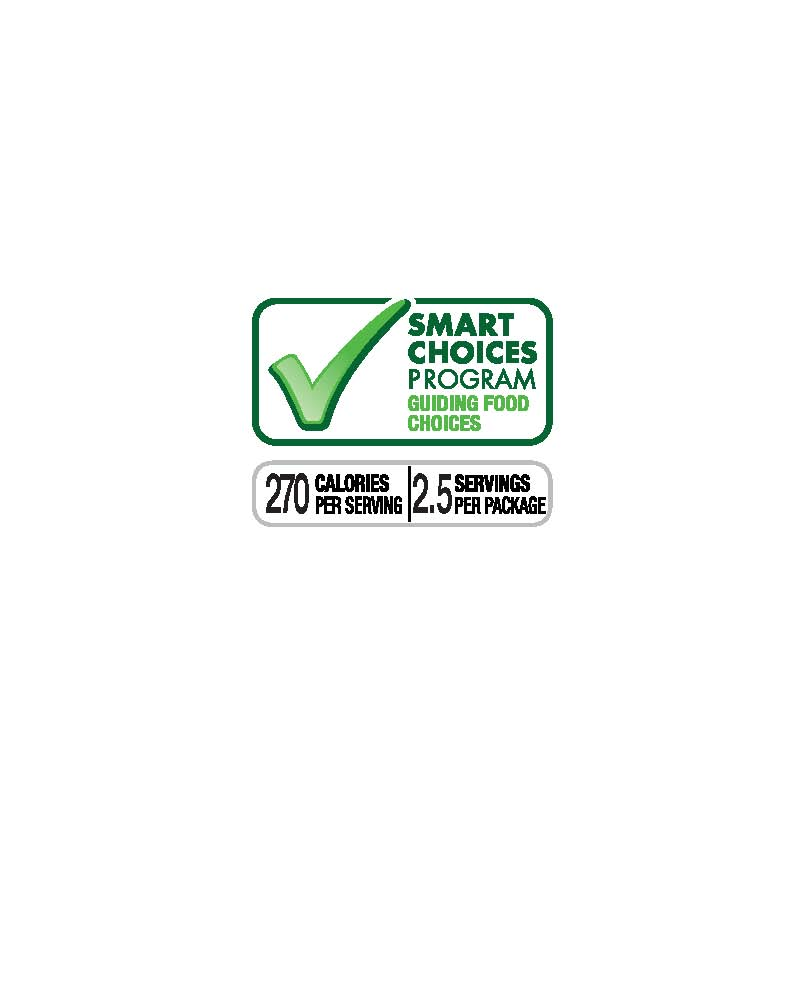 SMART
CHOICES
PROGRAM
GUIDING FOOD
CHOICES
270 CALORIES PER SERVING
2.5 SERVINGS PER PACKAGE